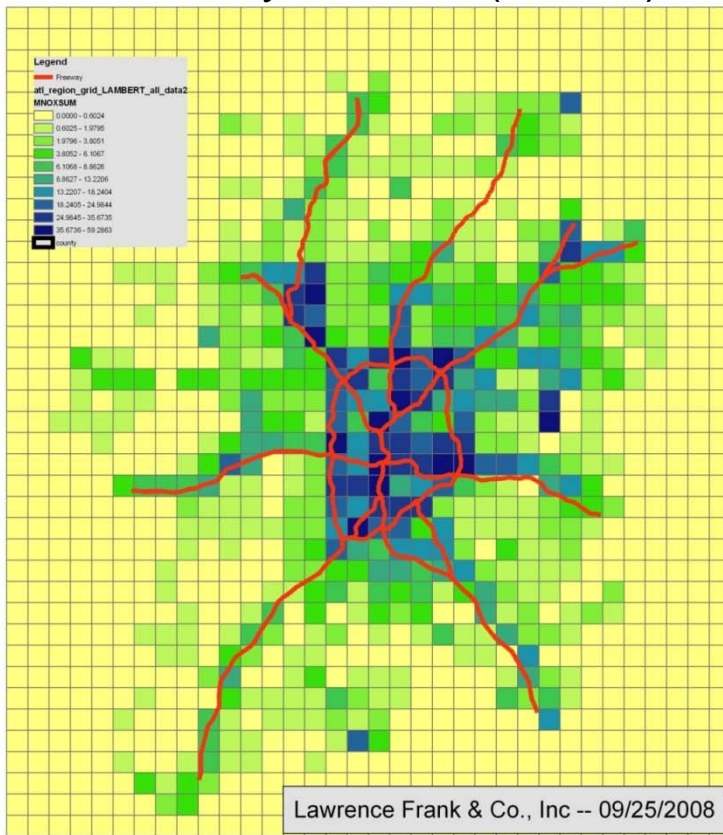 Legend
Freeway
atl_region_grid_LAMBERT_all_data2
MNOXSUM
0.0000 - 0.6024
0.6025 - 1.9795
1.9796 - 3.8051
3.8052 - 6.1067
6.1068 - 8.8626
8.8627 - 13.2206
13.2207 - 18.2404
18.2405 - 24.9844
24.9845 - 35.6735
35.6736 - 59.2863
county
Lawrence Frank & Co., Inc -- 09/25/2008